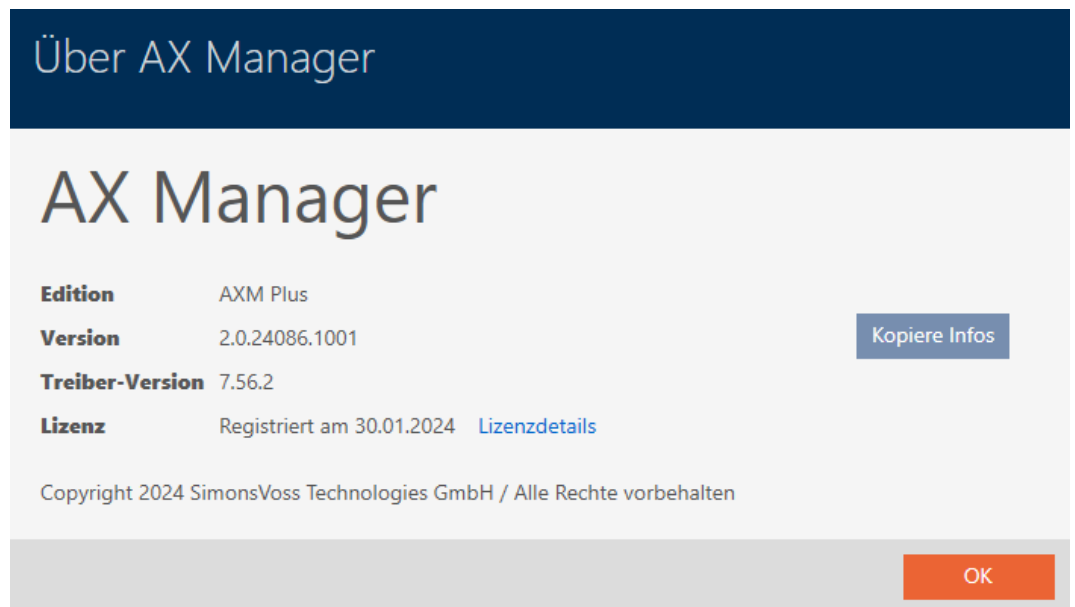 Über AX Manager
AX Manager
Edition AXM Plus
Version 2.0.24086.1001
Kopiere Infos
Treiber-Version 7.56.2
Lizenz Registriert am 30.01.2024 Lizenzdetails
Copyright 2024 SimonsVoss Technologies GmbH / Alle Rechte vorbehalten
OK